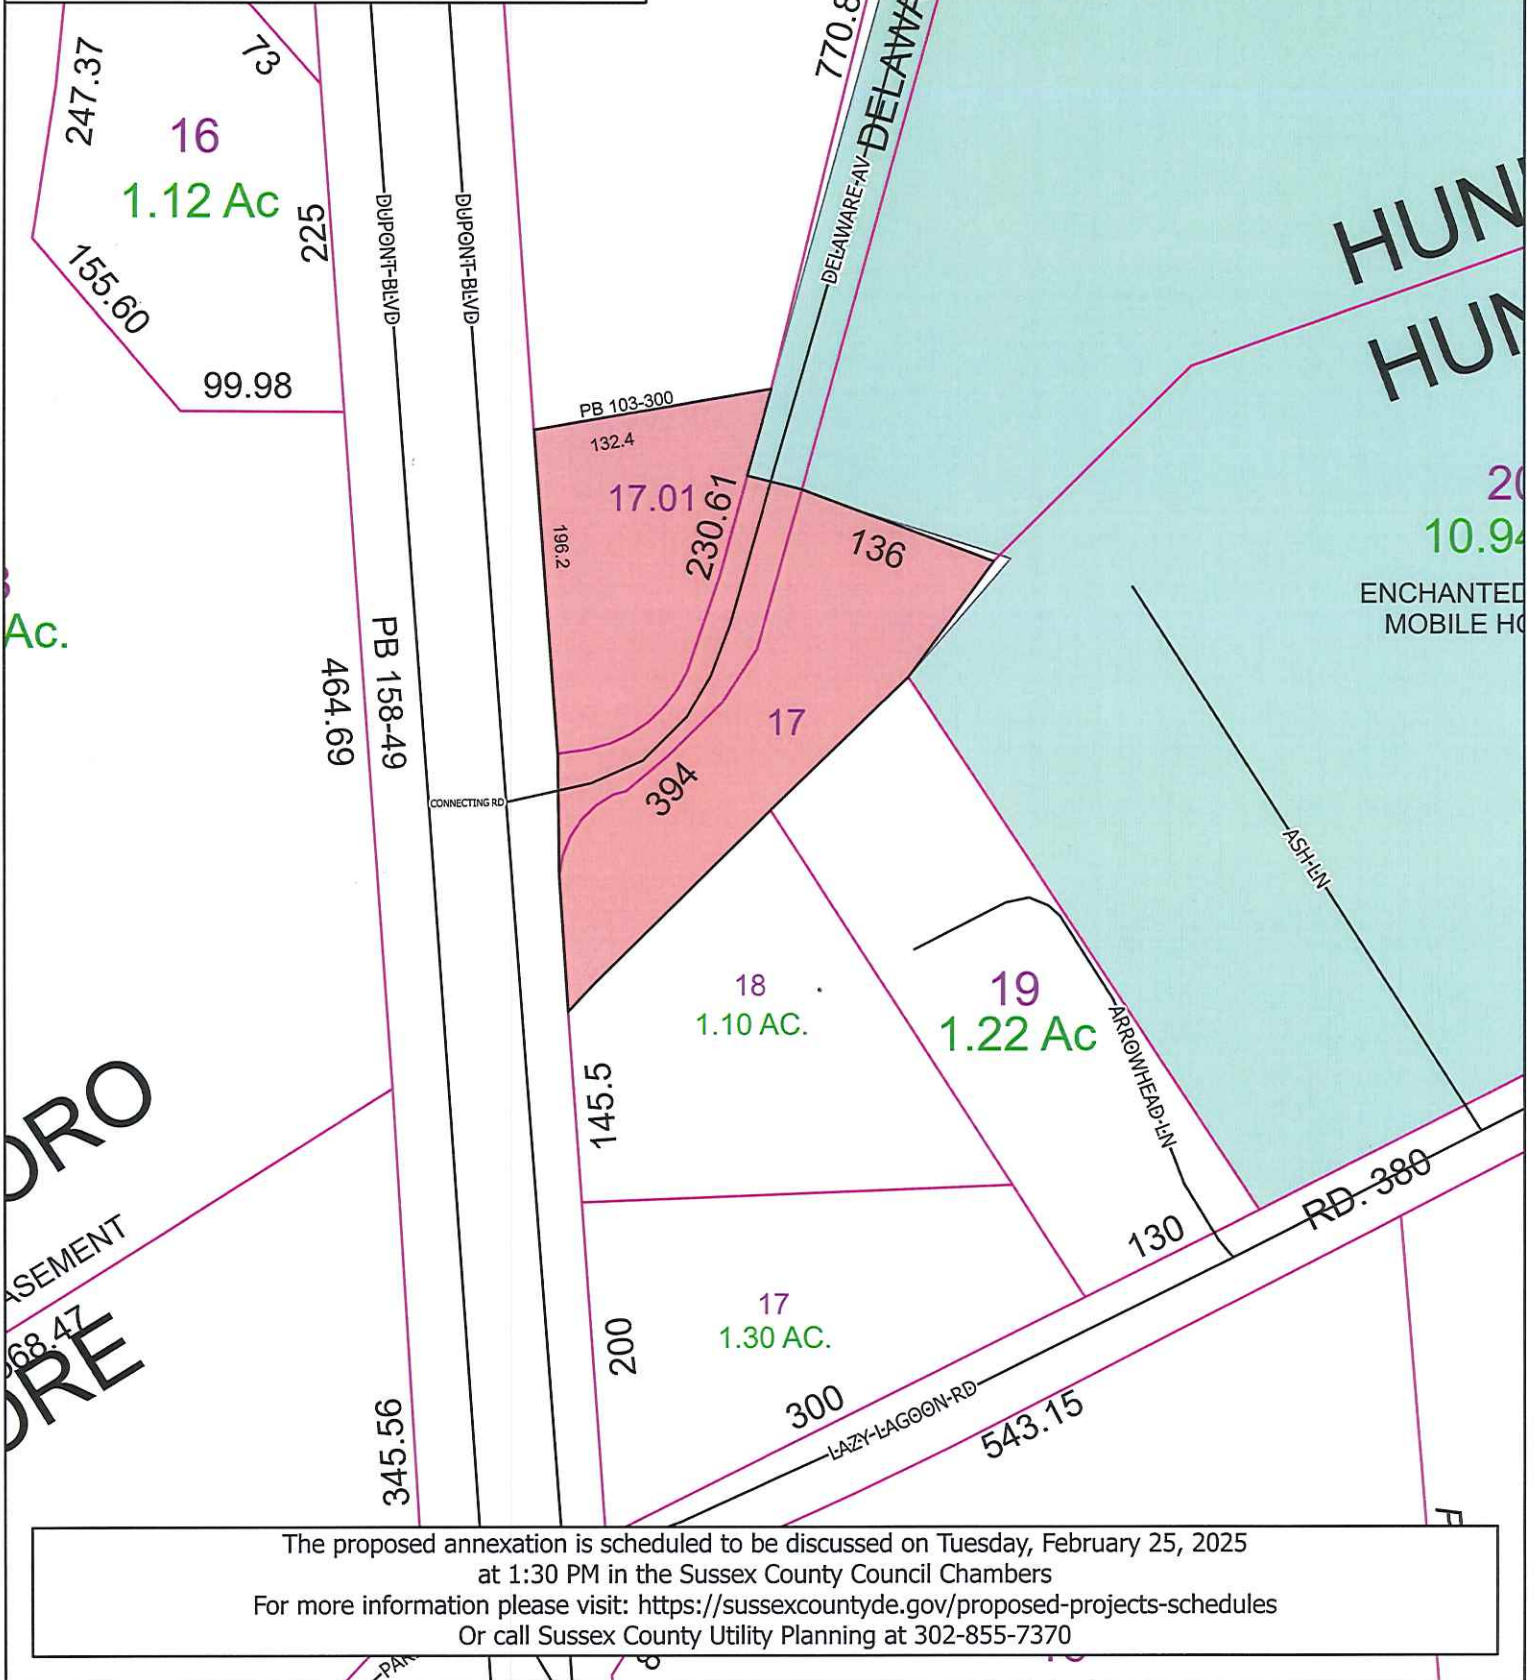 247.37
73
16
1.12 Ac
225
155.60
99.98
DUPONT BLVD
DUPONT BLVD
770.8
DELAWA
DELAWARE AV
HUN
HUN
PB 103-300
132.4
17.01
230.61
196.2
136
17
394
20
10.94
ENCHANTED
MOBILE HO
Ac.
464.69
PB 158-49
CONNECTING RD
ASH LN
18
1.10 AC.
19
1.22 Ac
ARROWHEAD LN
145.5
ORO
ASEMENT
68.47
ORE
RD. 380
130
17
1.30 AC.
200
300
LAZY LAGOON RD
543.15
345.56
The proposed annexation is scheduled to be discussed on Tuesday, February 25, 2025
at 1:30 PM in the Sussex County Council Chambers
For more information please visit: https://sussexcountyde.gov/proposed-projects-schedules
Or call Sussex County Utility Planning at 302-855-7370